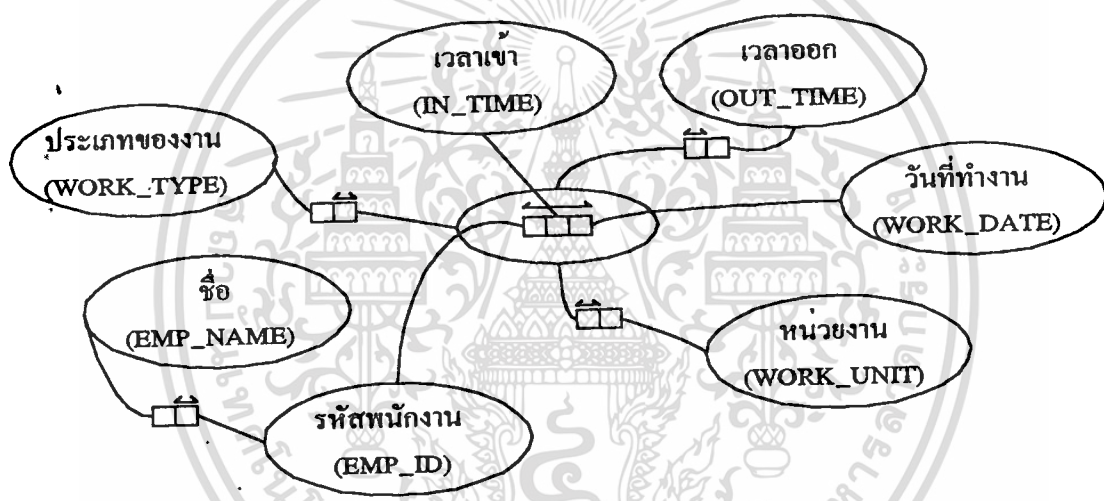 เวลาเข้า
(IN_TIME)
เวลาออก
(OUT_TIME)
ประเภทของงาน
(WORK_TYPE)
วันที่ทำงาน
(WORK_DATE)
ชื่อ
(EMP_NAME)
หน่วยงาน
(WORK_UNIT)
รหัสพนักงาน
(EMP_ID)